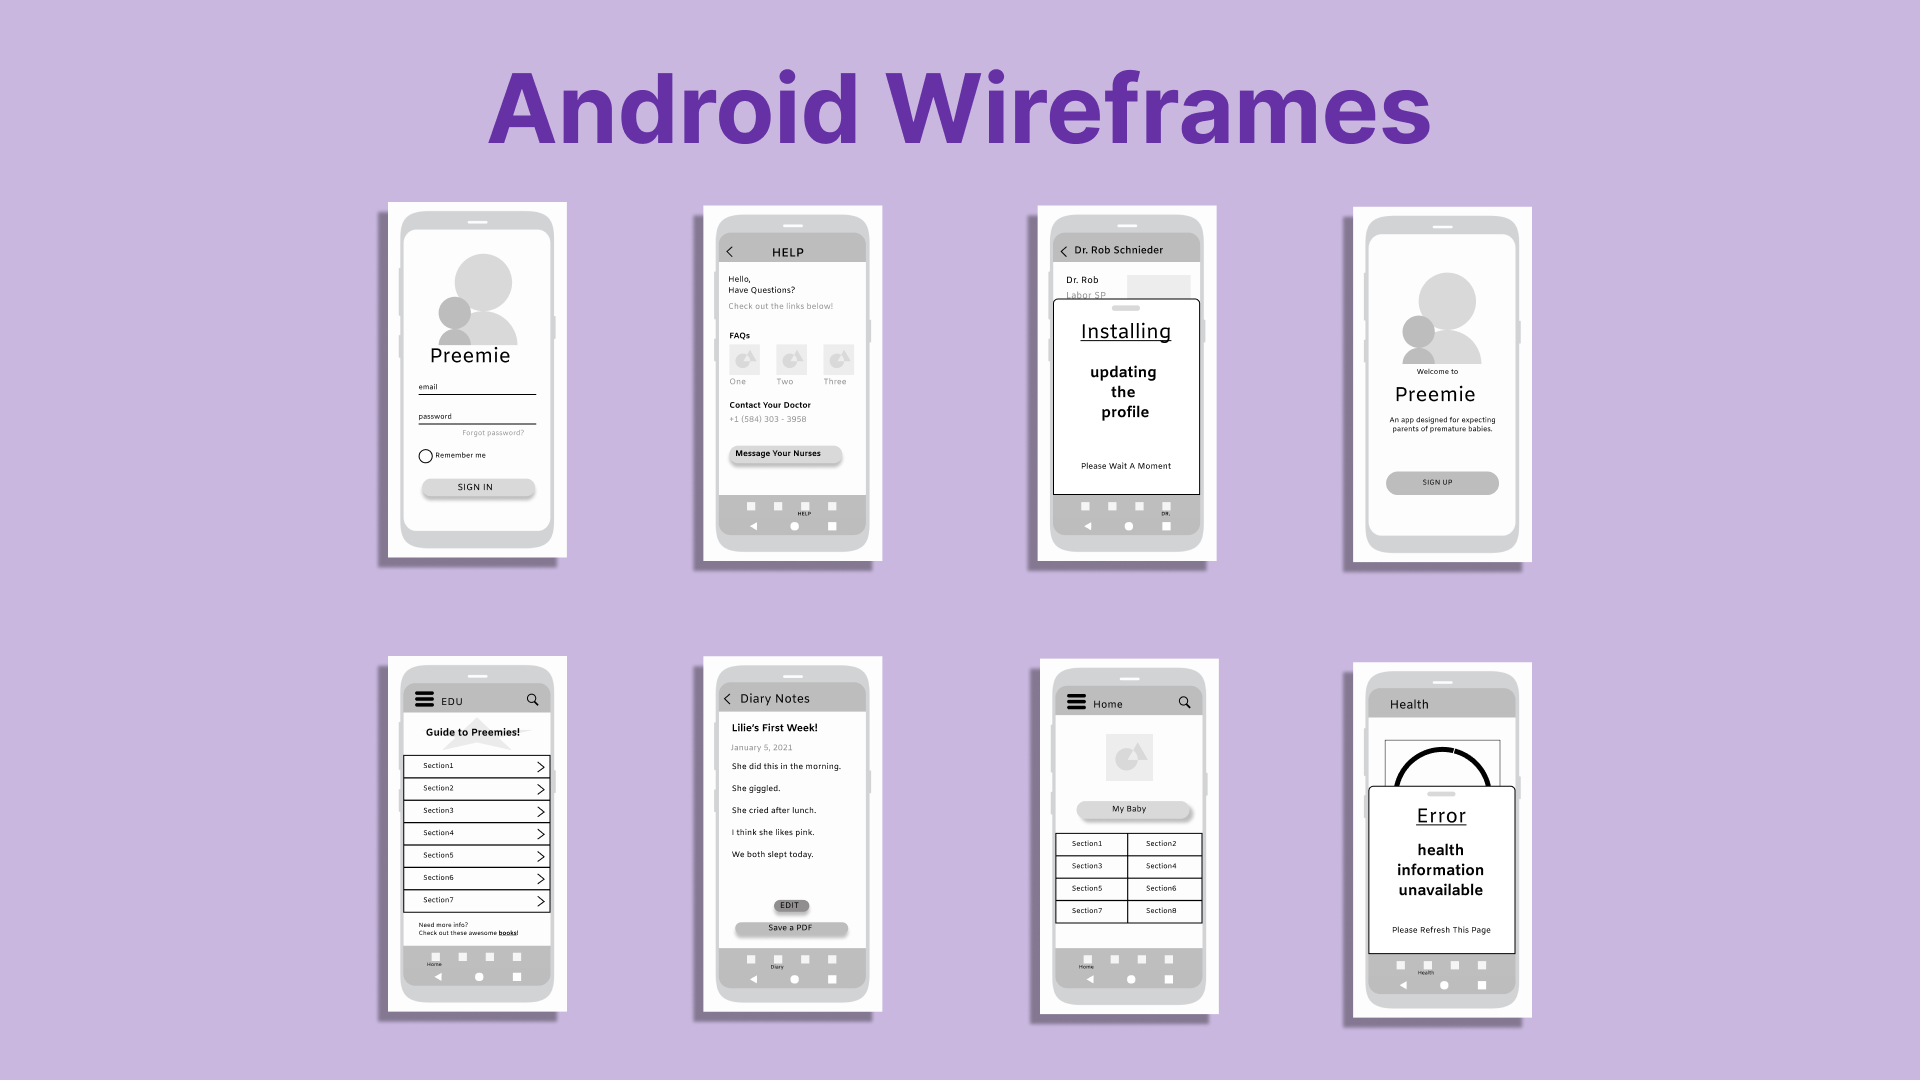 Android Wireframes
Preemie
email
password
Forgot password?
Remember me
SIGN IN
HELP
Hello,
Have Questions?
Check out the links below!
FAQs
One Two Three
Contact Your Doctor
+1 (584) 303 - 3958
Message Your Nurses
HELP
Dr. Rob Schnieder
Dr. Rob
Labor SP
Installing
updating
the
profile
Please Wait A Moment
DR.
Welcome to
Preemie
An app designed for expecting
parents of premature babies.
SIGN UP
EDU
Guide to Preemies!
Section1
Section2
Section3
Section4
Section5
Section6
Section7
Need more info?
Check out these awesome books!
Home
Diary Notes
Lilie's First Week!
January 5, 2021
She did this in the morning.
She giggled.
She cried after lunch.
I think she likes pink.
We both slept today.
EDIT
Save a PDF
Diary
Home
My Baby
Section1 Section2
Section3 Section4
Section5 Section6
Section7 Section8
Home
Health
Error
health
information
unavailable
Please Refresh This Page
Health